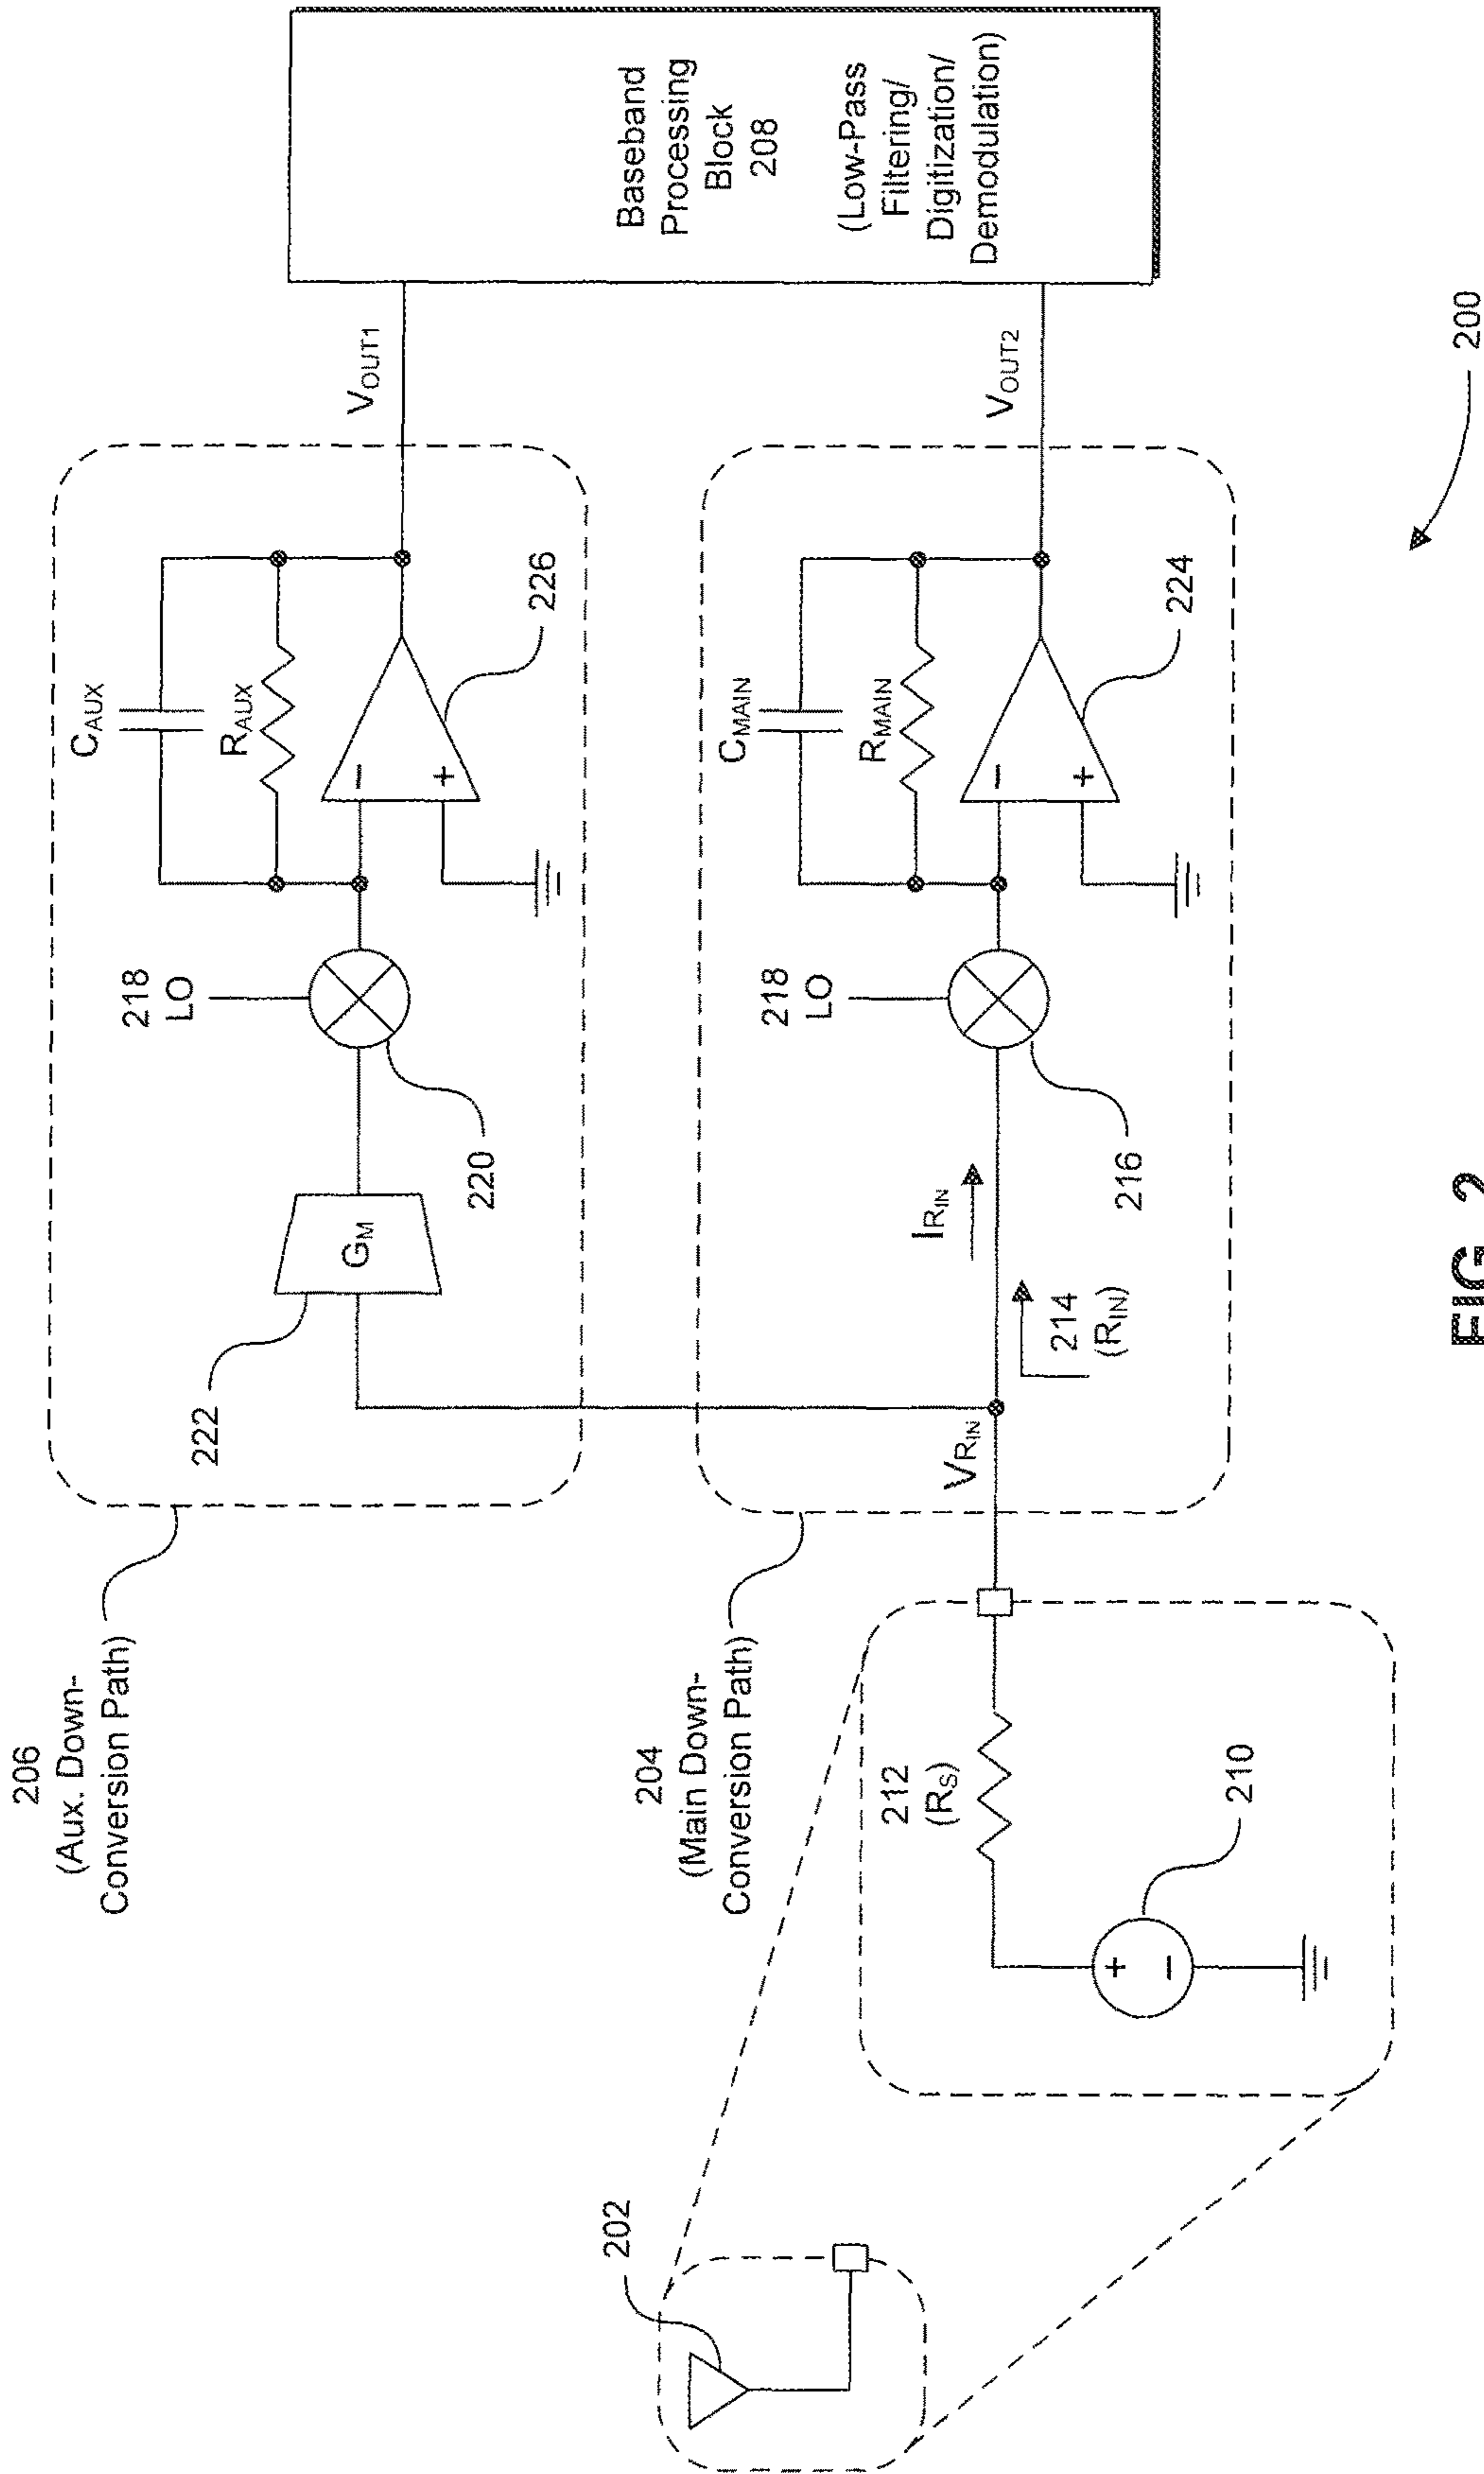 206
(Aux. Down-
Conversion Path)
222
GM
220
218
LO
CAUX
RAUX
−
+
226
VOUT1
204
(Main Down-
Conversion Path)
VRIN
214
(RIN)
IRIN
216
218
LO
CMAIN
RMAIN
−
+
224
VOUT2
Baseband
Processing
Block
208
(Low-Pass
Filtering/
Digitization/
Demodulation)
202
212
(RS)
+
−
210
200
FIG. 2